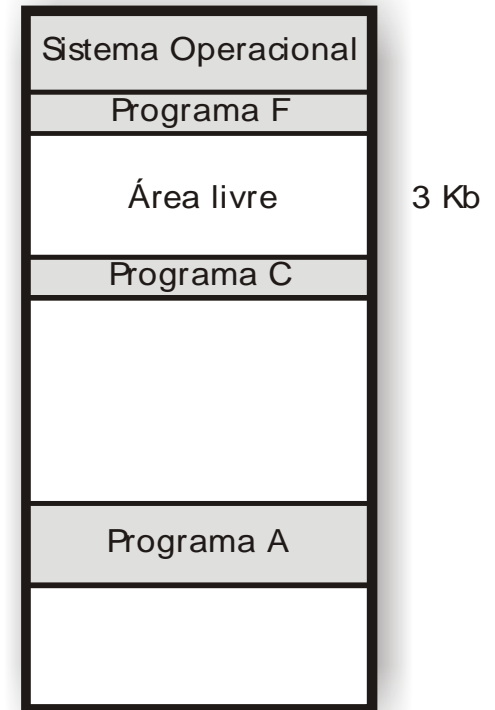 Sistema Operacional
Programa F
Área livre
3 Kb
Programa C
Programa A